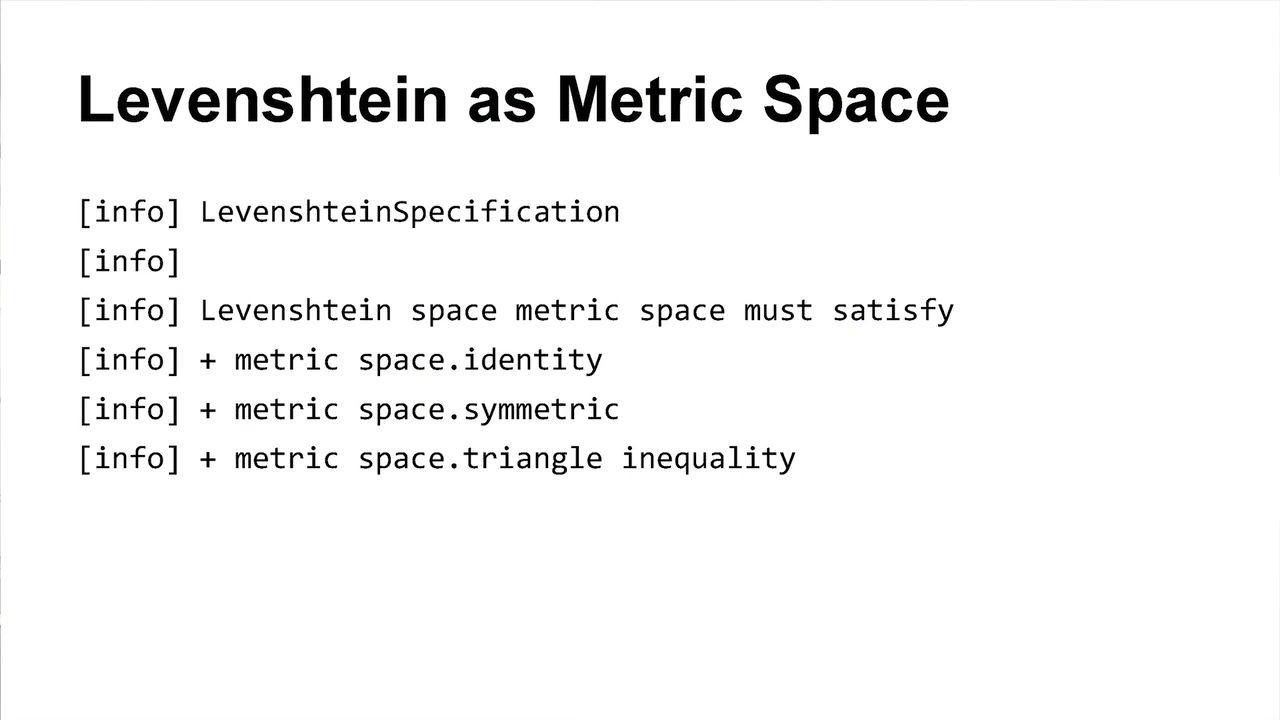 Levenshtein as Metric Space
[info] LevenshteinSpecification
[info]
[info] Levenshtein space metric space must satisfy
[info] + metric space.identity
[info] + metric space.symmetric
[info] + metric space.triangle inequality